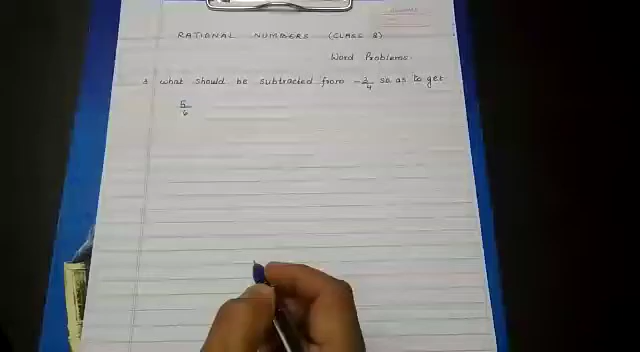 RATIONAL NUMBERS (CLASS 8)
Word Problems.
what should be subtracted from -3/4 so as to get
5/6